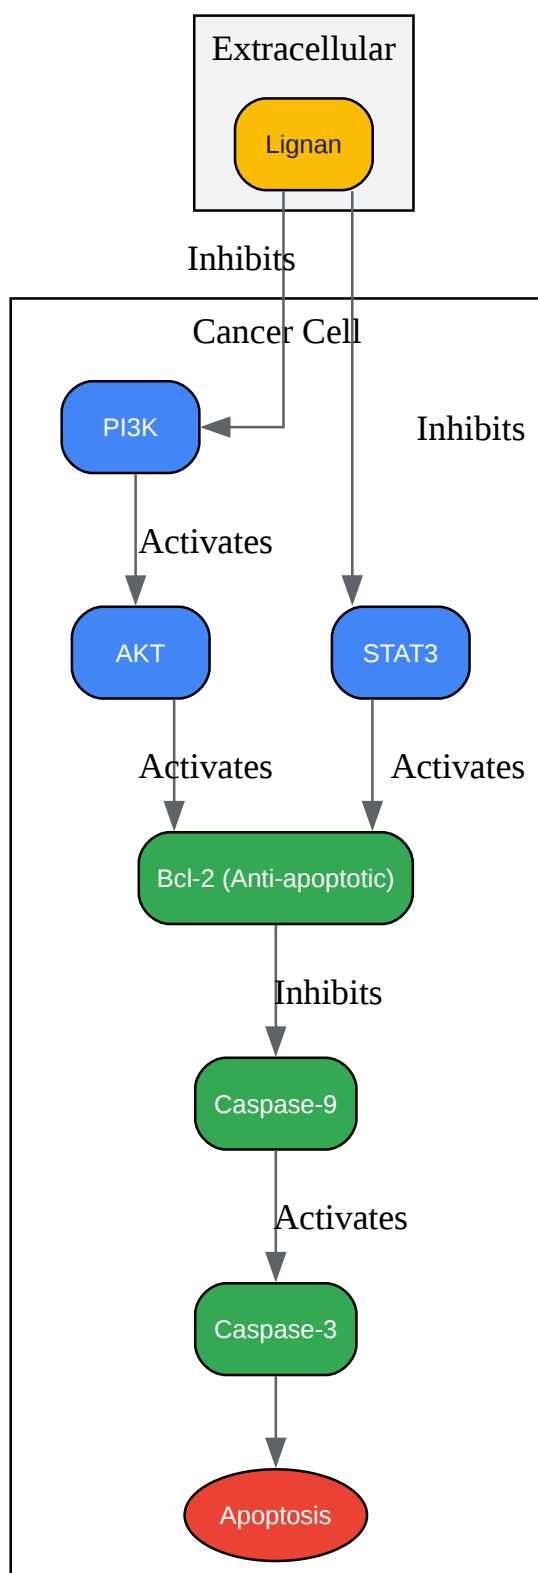 Extracellular
Lignan
Inhibits
Cancer Cell
PI3K
Inhibits
Activates
AKT
STAT3
Activates
Activates
Bcl-2 (Anti-apoptotic)
Inhibits
Caspase-9
Activates
Caspase-3
Apoptosis